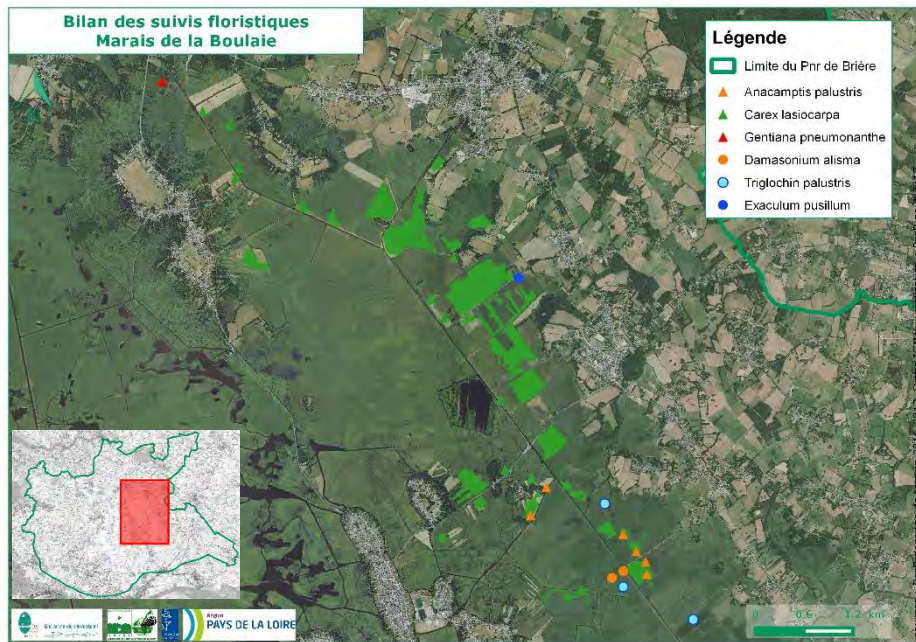 Bilan des suivis floristiques
Marais de la Boulaie
Légende
Limite du Pnr de Brière
Anacamptis palustris
Carex lasiocarpa
Gentiana pneumonanthe
Damasonium alisma
Triglochin palustris
Exaculum pusillum
0 0.6 1.2 km
Région
PAYS DE LA LOIRE